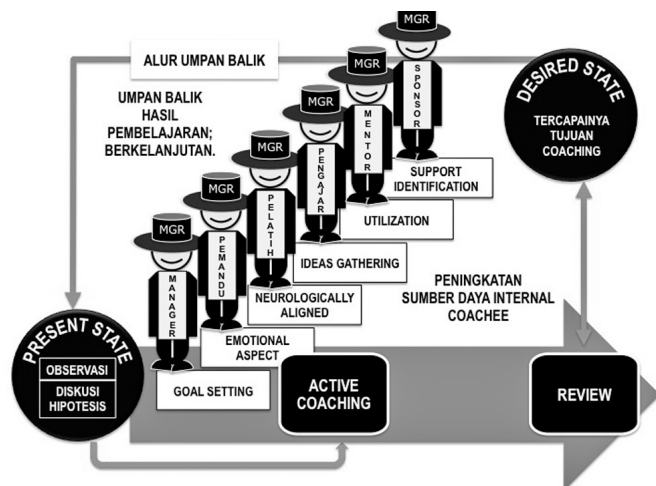 ALUR UMPAN BALIK
UMPAN BALIK
HASIL
PEMBELAJARAN;
BERKELANJUTAN.
MGR
SPONSOR
SUPPORT
IDENTIFICATION
MGR
MENTOR
UTILIZATION
MGR
PENGAJAR
IDEAS GATHERING
MGR
PELATIH
NEUROLOGICALLY
ALIGNED
MGR
PEMANDU
EMOTIONAL
ASPECT
MGR
MANAGER
GOAL SETTING
DESIRED STATE
TERCAPAINYA
TUJUAN
COACHING
PENINGKATAN
SUMBER DAYA INTERNAL
COACHEE
PRESENT STATE
OBSERVASI
DISKUSI
HIPOTESIS
ACTIVE
COACHING
REVIEW